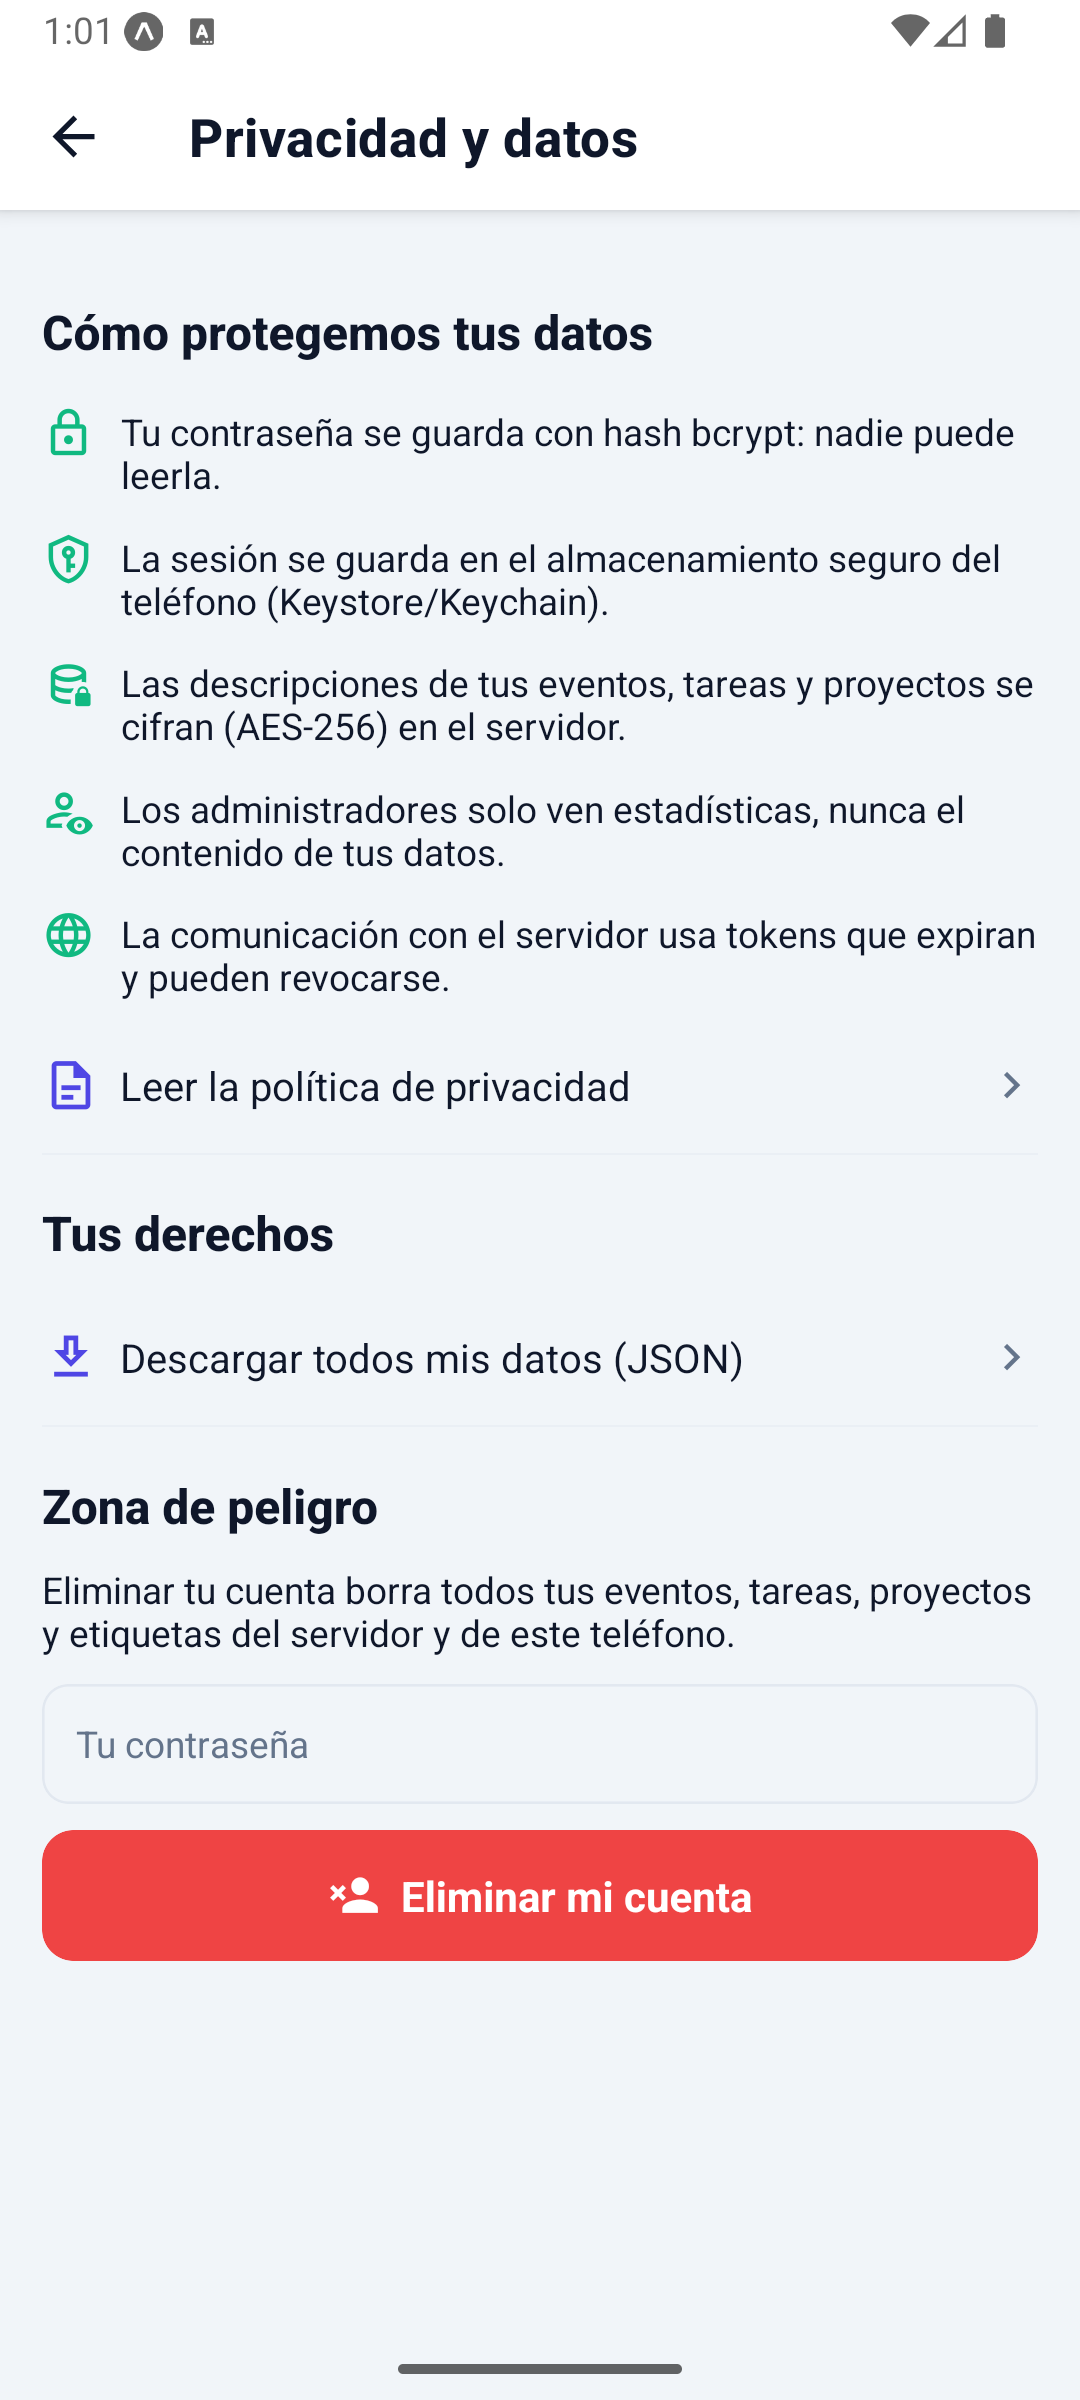 1:01
Privacidad y datos
Cómo protegemos tus datos
Tu contraseña se guarda con hash bcrypt: nadie puede
leerla.
La sesión se guarda en el almacenamiento seguro del
teléfono (Keystore/Keychain).
Las descripciones de tus eventos, tareas y proyectos se
cifran (AES-256) en el servidor.
Los administradores solo ven estadísticas, nunca el
contenido de tus datos.
La comunicación con el servidor usa tokens que expiran
y pueden revocarse.
Leer la política de privacidad
Tus derechos
Descargar todos mis datos (JSON)
Zona de peligro
Eliminar tu cuenta borra todos tus eventos, tareas, proyectos
y etiquetas del servidor y de este teléfono.
Tu contraseña
Eliminar mi cuenta